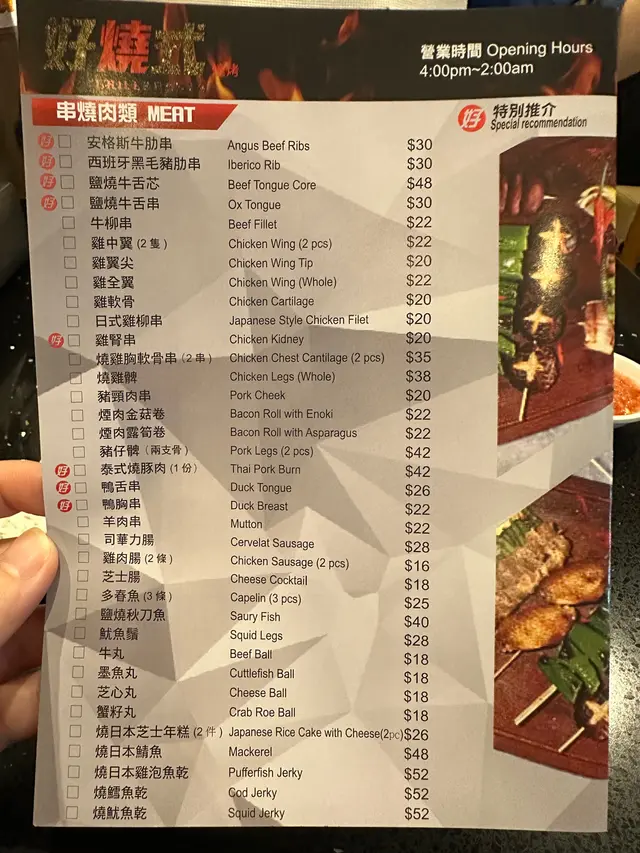 好燒
營業時間 Opening Hours
4:00pm~2:00am
串燒肉類 MEAT
好 特別推介
Special recommendation
好 安格斯牛肋串 Angus Beef Ribs $30
好 西班牙黑毛豬肋串 Iberico Rib $30
好 鹽燒牛舌芯 Beef Tongue Core $48
好 鹽燒牛舌串 Ox Tongue $30
牛柳串 Beef Fillet $22
雞中翼 (2 隻) Chicken Wing (2 pcs) $22
雞翼尖 Chicken Wing Tip $20
雞全翼 Chicken Wing (Whole) $22
雞軟骨 Chicken Cartilage $20
日式雞柳串 Japanese Style Chicken Filet $20
好 雞腎串 Chicken Kidney $20
燒雞胸軟骨串 (2 串) Chicken Chest Cantilage (2 pcs) $35
燒雞髀 Chicken Legs (Whole) $38
豬頸肉串 Pork Cheek $20
煙肉金菇卷 Bacon Roll with Enoki $22
煙肉露筍卷 Bacon Roll with Asparagus $22
豬仔髀 (兩支骨) Pork Legs (2 pcs) $42
好 泰式燒豚肉 (1 份) Thai Pork Burn $42
好 鴨舌串 Duck Tongue $26
好 鴨胸串 Duck Breast $22
羊肉串 Mutton $22
司華力腸 Cervelat Sausage $28
雞肉腸 (2 條) Chicken Sausage (2 pcs) $16
芝士腸 Cheese Cocktail $18
多春魚 (3 條) Capelin (3 pcs) $25
鹽燒秋刀魚 Saury Fish $40
魷魚鬚 Squid Legs $28
牛丸 Beef Ball $18
墨魚丸 Cuttlefish Ball $18
芝心丸 Cheese Ball $18
蟹籽丸 Crab Roe Ball $18
燒日本芝士年糕 (2 件) Japanese Rice Cake with Cheese(2pc) $26
燒日本鯖魚 Mackerel $48
燒日本雞泡魚乾 Pufferfish Jerky $52
燒鱈魚乾 God Jerky $52
燒魷魚乾 Squid Jerky $52